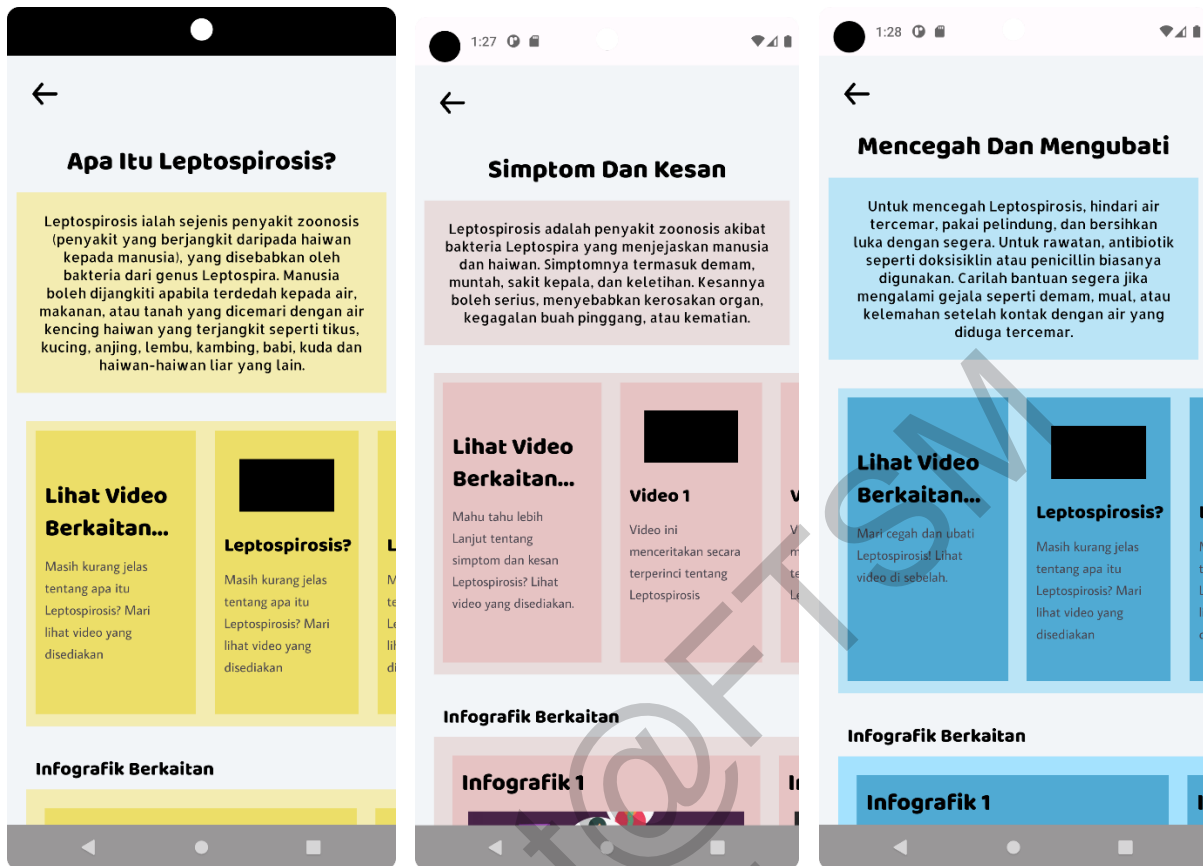 Apa Itu Leptospirosis?
Leptospirosis ialah sejenis penyakit zoonosis
(penyakit yang berjangkit daripada haiwan
kepada manusia), yang disebabkan oleh
bakteria dari genus Leptospira. Manusia
boleh dijangkiti apabila terdedah kepada air,
makanan, atau tanah yang dicemari dengan air
kencing haiwan yang terjangkit seperti tikus,
kucing, anjing, lembu, kambing, babi, kuda dan
haiwan-haiwan liar yang lain.
Lihat Video
Berkaitan...
Masih kurang jelas
tentang apa itu
Leptospirosis? Mari
lihat video yang
disediakan
Leptospirosis?
Masih kurang jelas
tentang apa itu
Leptospirosis? Mari
lihat video yang
disediakan
Infografik Berkaitan
1:27
Simptom Dan Kesan
Leptospirosis adalah penyakit zoonosis akibat
bakteria Leptospira yang menjejaskan manusia
dan haiwan. Simptomnya termasuk demam,
muntah, sakit kepala, dan keletihan. Kesannya
boleh serius, menyebabkan kerosakan organ,
kegagalan buah pinggang, atau kematian.
Lihat Video
Berkaitan...
Mahu tahu lebih
Lanjut tentang
simptom dan kesan
Leptospirosis? Lihat
video yang disediakan.
Video 1
Video ini
menceritakan secara
terperinci tentang
Leptospirosis
Infografik Berkaitan
Infografik 1
1:28
Mencegah Dan Mengubati
Untuk mencegah Leptospirosis, hindari air
tercemar, pakai pelindung, dan bersihkan
luka dengan segera. Untuk rawatan, antibiotik
seperti doksisiklin atau penicillin biasanya
digunakan. Carilah bantuan segera jika
mengalami gejala seperti demam, mual, atau
kelemahan setelah kontak dengan air yang
diduga tercemar.
Lihat Video
Berkaitan...
Mari cegah dan ubati
Leptospirosis! Lihat
video di sebelah.
Leptospirosis?
Masih kurang jelas
tentang apa itu
Leptospirosis? Mari
lihat video yang
disediakan
Infografik Berkaitan
Infografik 1
t@FTSM